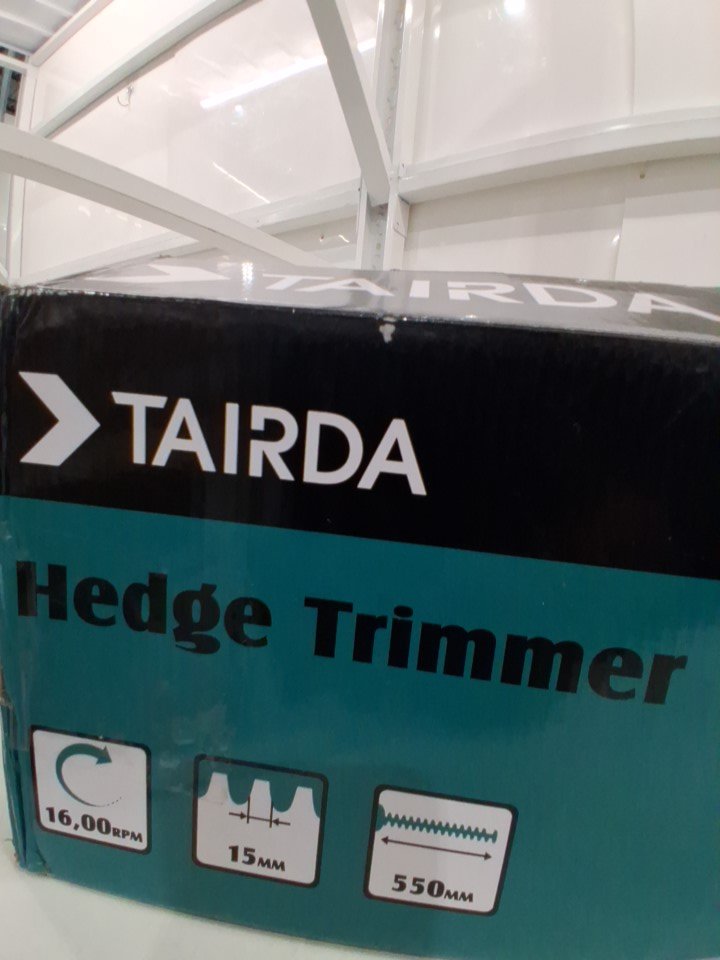 TAIRDA
TAIRDA
Hedge Trimmer
16,00RPM
15MM
550MM